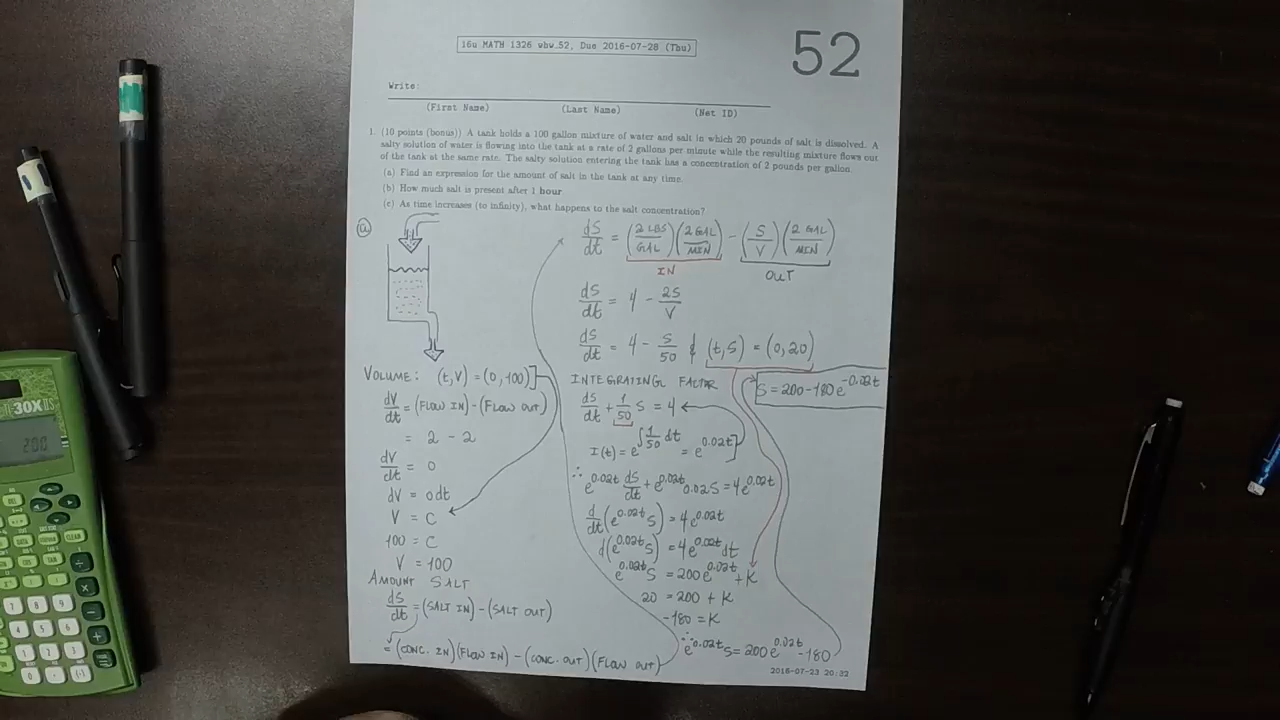 16u MATH 1326 whw.52, Due 2016-07-28 (Thu)
52
Write:
(First Name) (Last Name) (Net ID)
1. (10 points (bonus)) A tank holds a 100 gallon mixture of water and salt in which 20 pounds of salt is dissolved. A
salty solution of water is flowing into the tank at a rate of 2 gallons per minute while the resulting mixture flows out
of the tank at the same rate. The salty solution entering the tank has a concentration of 2 pounds per gallon.
(a) Find an expression for the amount of salt in the tank at any time.
(b) How much salt is present after 1 hour
(c) As time increases (to infinity), what happens to the salt concentration?
a
VOLUME: (t,V) = (0,100)]
dV/dt = (FLOW IN) - (FLOW OUT)
= 2 - 2
dV/dt = 0
dV = 0dt
V = C
100 = C
V = 100
AMOUNT SALT
dS/dt = (SALT IN) - (SALT OUT)
= (CONC. IN)(FLOW IN) - (CONC. OUT)(FLOW OUT)
dS/dt = (2 LBS/GAL)(2 GAL/MIN) - (S/V)(2 GAL/MIN)
IN OUT
dS/dt = 4 - 2S/V
dS/dt = 4 - S/50 & (t,S) = (0,20)
INTEGRATING FACTOR
dS/dt + 1/50 S = 4
I(t) = e^∫1/50 dt = e^0.02t]
∴ e^0.02t dS/dt + e^0.02t 0.02S = 4e^0.02t
d/dt(e^0.02t S) = 4e^0.02t
d(e^0.02t S) = 4e^0.02t dt
e^0.02t S = 200e^0.02t + K
20 = 200 + K
-180 = K
∴ e^0.02t S = 200e^0.02t - 180
S = 200 - 180e^-0.02t
2016-07-23 20:32
30X IIS
200